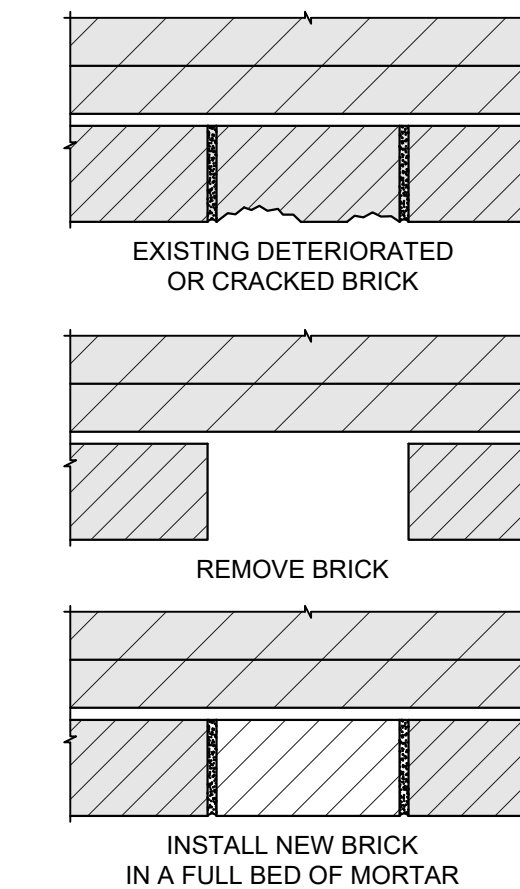 EXISTING DETERIORATED
OR CRACKED BRICK
REMOVE BRICK
INSTALL NEW BRICK
IN A FULL BED OF MORTAR